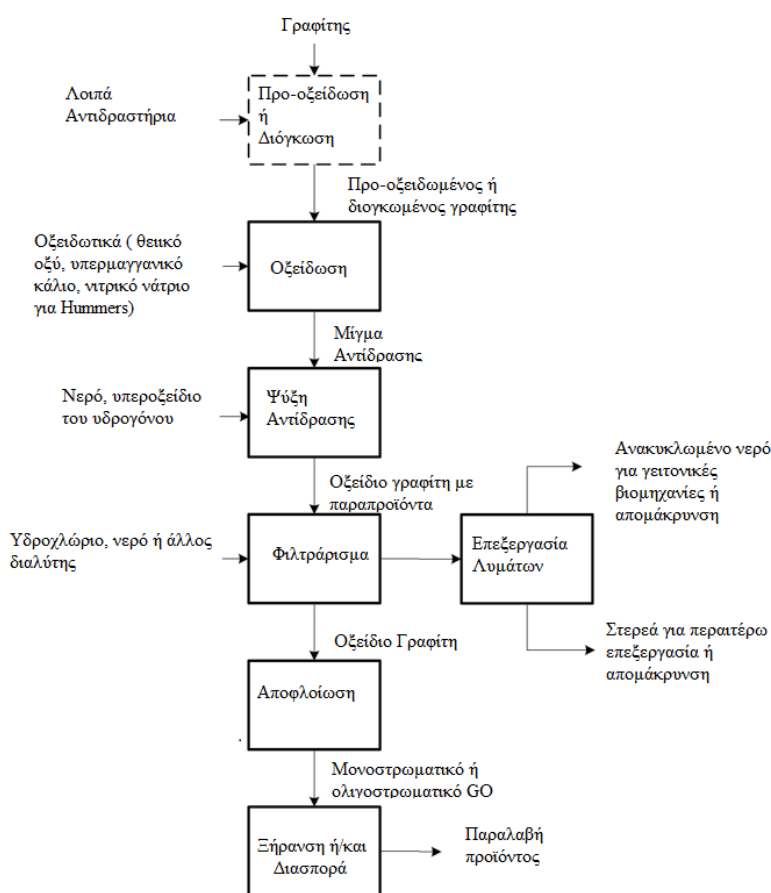 Γραφίτης
Λοιπά
Αντιδραστήρια
Προ-οξείδωση
ή
Διόγκωση
Προ-οξειδωμένος ή
διογκωμένος γραφίτης
Οξειδωτικά ( θειικό
οξύ, υπερμαγγανικό
κάλιο, νιτρικό νάτριο
για Hummers)
Οξείδωση
Μίγμα
Αντίδρασης
Νερό, υπεροξείδιο
του υδρογόνου
Ψύξη
Αντίδρασης
Οξείδιο γραφίτη με
παραπροϊόντα
Ανακυκλωμένο νερό
για γειτονικές
βιομηχανίες ή
απομάκρυνση
Υδροχλώριο, νερό ή άλλος
διαλύτης
Φιλτράρισμα
Επεξεργασία
Λυμάτων
Στερεά για περαιτέρω
επεξεργασία ή
απομάκρυνση
Οξείδιο Γραφίτη
Αποφλοίωση
Μονοστρωματικό ή
ολιγοστρωματικό GO
Ξήρανση ή/και
Διασπορά
Παραλαβή
προϊόντος